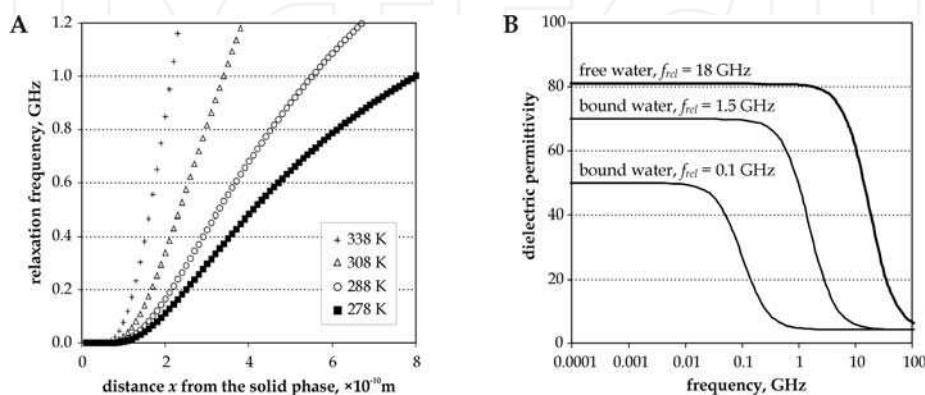 A
1.2
1.0
0.8
0.6
0.4
0.2
0.0
relaxation frequency, GHz
0 2 4 6 8
distance x from the solid phase, ×10⁻¹⁰m
+ 338 K
△ 308 K
○ 288 K
■ 278 K
B
100
80
60
40
20
0
dielectric permittivity
free water, f_rel = 18 GHz
bound water, f_rel = 1.5 GHz
bound water, f_rel = 0.1 GHz
0.0001 0.001 0.01 0.1 1 10 100
frequency, GHz